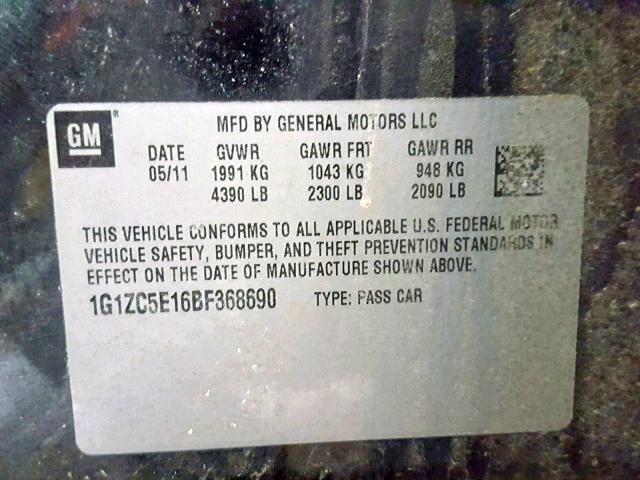 GM® MFD BY GENERAL MOTORS LLC
DATE GVWR GAWR FRT GAWR RR
05/11 1991 KG 1043 KG 948 KG
4390 LB 2300 LB 2090 LB
THIS VEHICLE CONFORMS TO ALL APPLICABLE U.S. FEDERAL MOTOR
VEHICLE SAFETY, BUMPER, AND THEFT PREVENTION STANDARDS IN
EFFECT ON THE DATE OF MANUFACTURE SHOWN ABOVE.
1G1ZC5E16BF368690 TYPE: PASS CAR